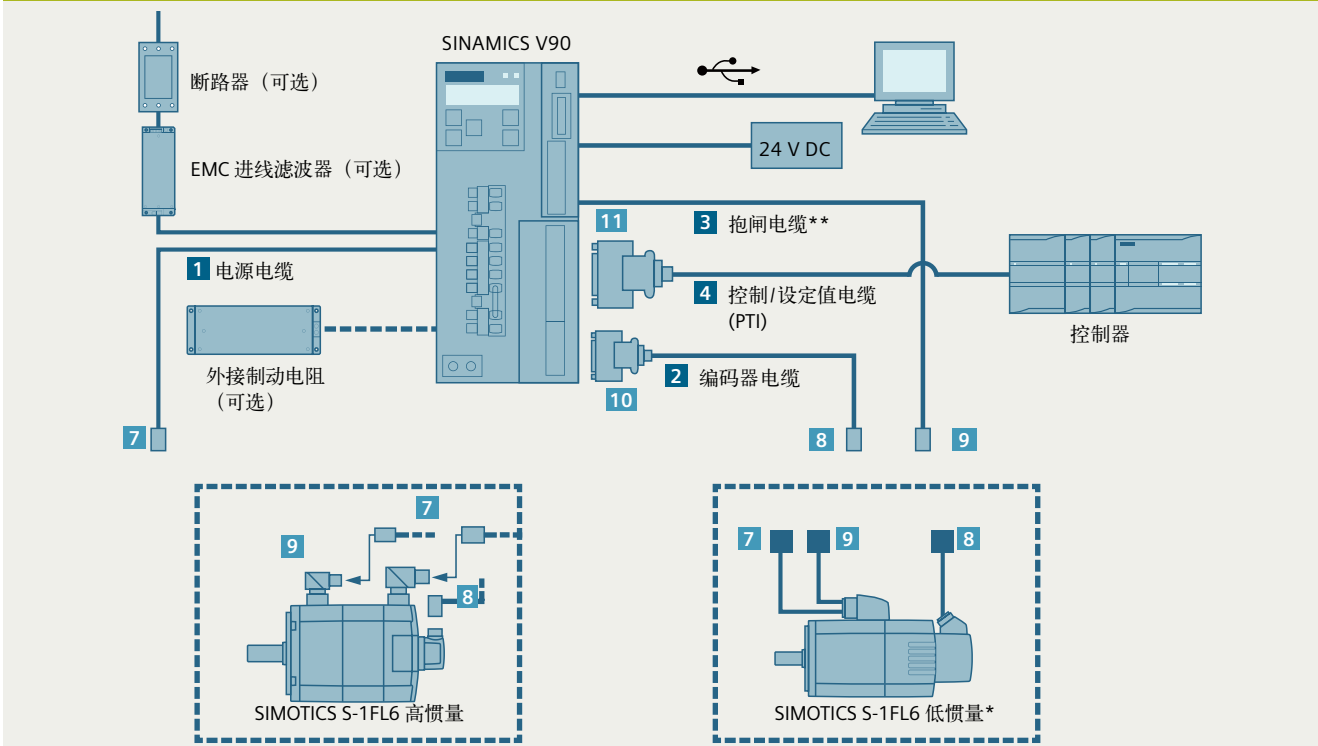 SINAMICS V90
断路器（可选）
EMC 进线滤波器（可选）
24 V DC
11
3 抱闸电缆**
1 电源电缆
4 控制/设定值电缆
(PTI)
控制器
外接制动电阻
（可选）
2 编码器电缆
10
7
8
9
7
9
8
SIMOTICS S-1FL6 高惯量
7
9
8
SIMOTICS S-1FL6 低惯量*